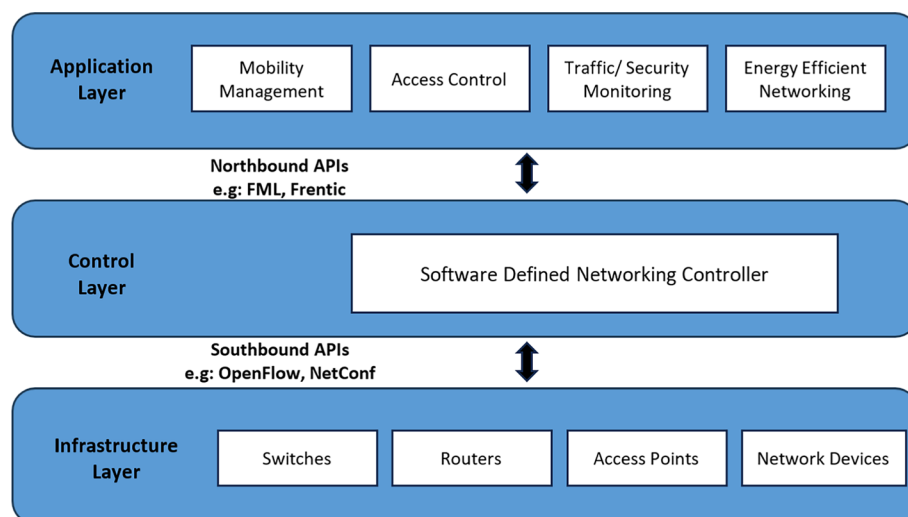 Application
Layer
Mobility
Management
Access Control
Traffic/ Security
Monitoring
Energy Efficient
Networking
Northbound APIs
e.g: FML, Frentic
Control
Layer
Software Defined Networking Controller
Southbound APIs
e.g: OpenFlow, NetConf
Infrastructure
Layer
Switches
Routers
Access Points
Network Devices